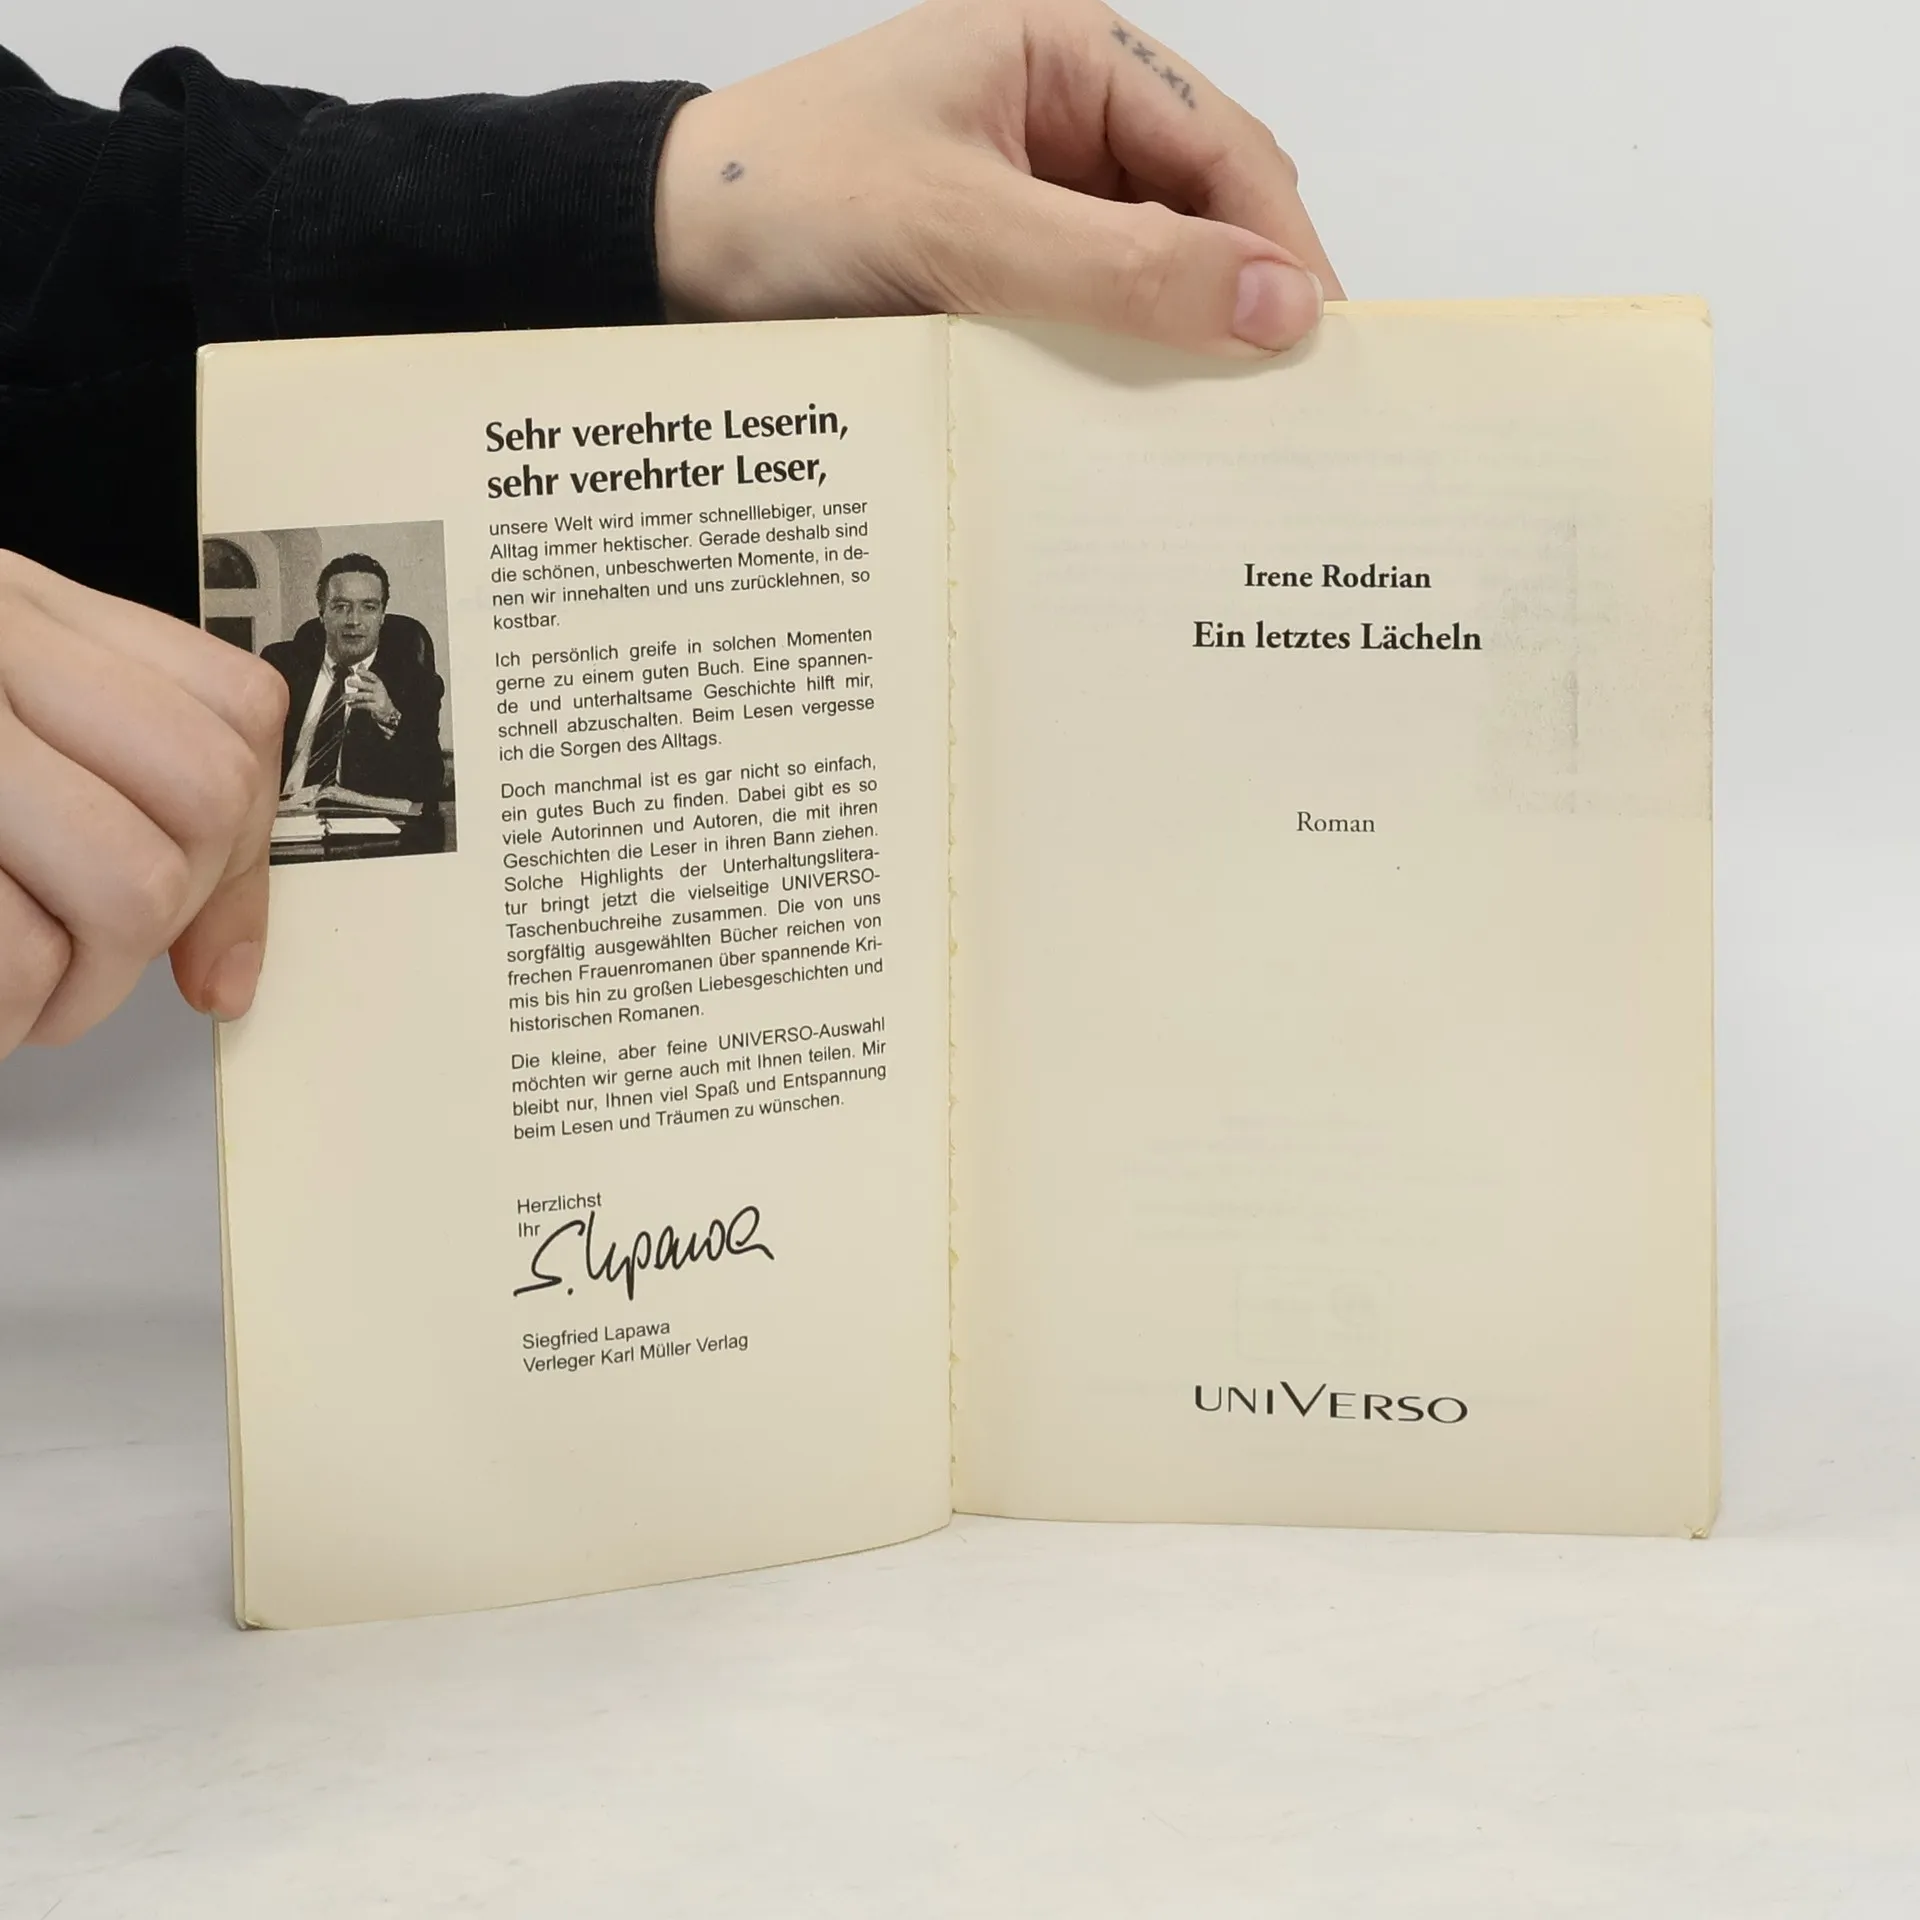 xx.xi.
Sehr verehrte Leserin,
sehr verehrter Leser,
unsere Welt wird immer schnelllebiger, unser
Alltag immer hektischer. Gerade deshalb sind
die schönen, unbeschwerten Momente, in de-
nen wir innehalten und uns zurücklehnen, so
kostbar.
Ich persönlich greife in solchen Momenten
gerne zu einem guten Buch. Eine spannen-
de und unterhaltsame Geschichte hilft mir,
schnell abzuschalten. Beim Lesen vergesse
ich die Sorgen des Alltags.
Doch manchmal ist es gar nicht so einfach,
ein gutes Buch zu finden. Dabei gibt es so
viele Autorinnen und Autoren, die mit ihren
Geschichten die Leser in ihren Bann ziehen.
Solche Highlights der Unterhaltungslitera-
tur bringt jetzt die vielseitige UNIVERSO-
Taschenbuchreihe zusammen. Die von uns
sorgfältig ausgewählten Bücher reichen von
frechen Frauenromanen über spannende Kri-
mis bis hin zu großen Liebesgeschichten und
historischen Romanen.
Die kleine, aber feine UNIVERSO-Auswahl
möchten wir gerne auch mit Ihnen teilen. Mir
bleibt nur, Ihnen viel Spaß und Entspannung
beim Lesen und Träumen zu wünschen.
Herzlichst
Ihr
S. Lapawa
Siegfried Lapawa
Verleger Karl Müller Verlag
Irene Rodrian
Ein letztes Lächeln
Roman
UNIVERSO